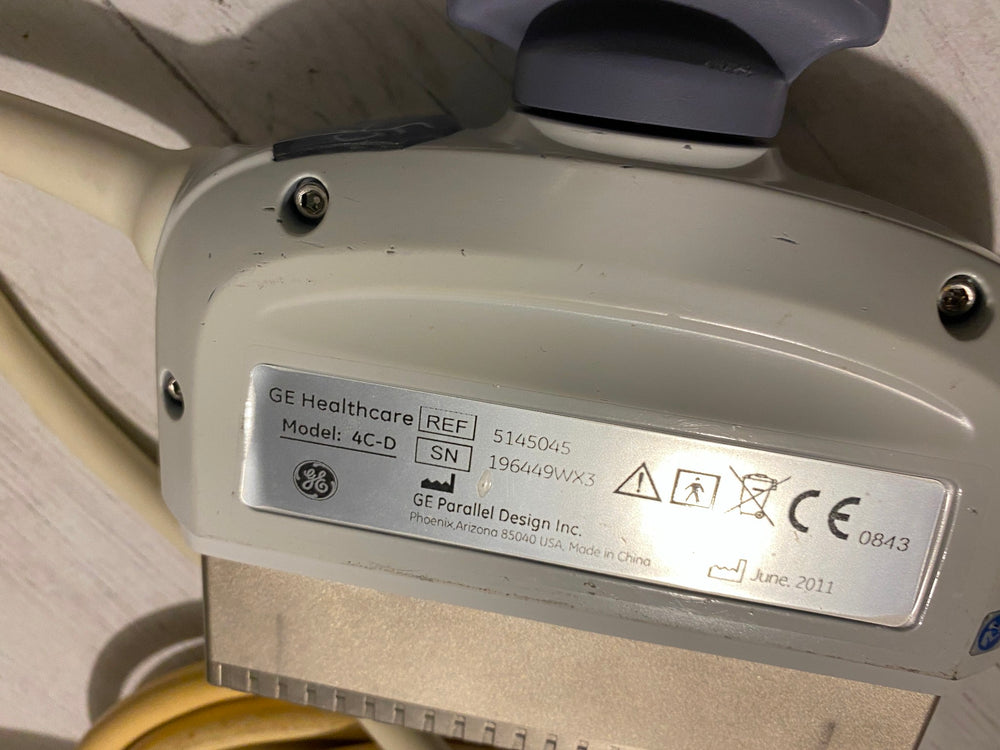 GE Healthcare REF 5145045
Model: 4C-D SN 196449WX3
GE Parallel Design Inc.
Phoenix,Arizona 85040 USA, Made in China
CE 0843
June. 2011